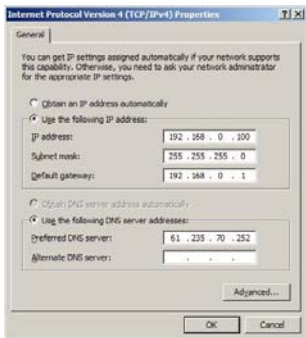 Internet Protocol Version 4 (TCP/IPv4) Properties
General
You can get IP settings assigned automatically if your network supports
this capability. Otherwise, you need to ask your network administrator
for the appropriate IP settings.
Obtain an IP address automatically
Use the following IP address:
IP address: 192 . 168 . 0 . 100
Subnet mask: 255 . 255 . 255 . 0
Default gateway: 192 . 168 . 0 . 1
Obtain DNS server address automatically
Use the following DNS server addresses:
Preferred DNS server: 61 . 235 . 70 . 252
Alternate DNS server: . . .
Advanced...
OK Cancel